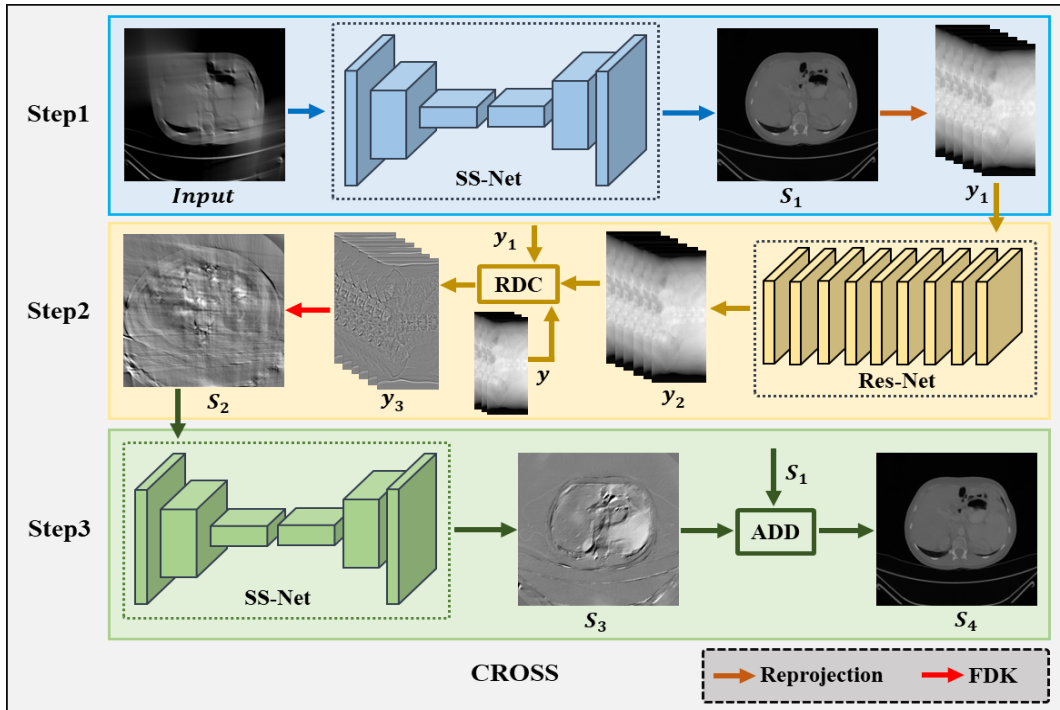 Step1
Input
SS-Net
S₁
y₁
Step2
S₂
y₃
y₁
RDC
y
y₂
Res-Net
Step3
SS-Net
S₃
S₁
ADD
S₄
CROSS
Reprojection
FDK